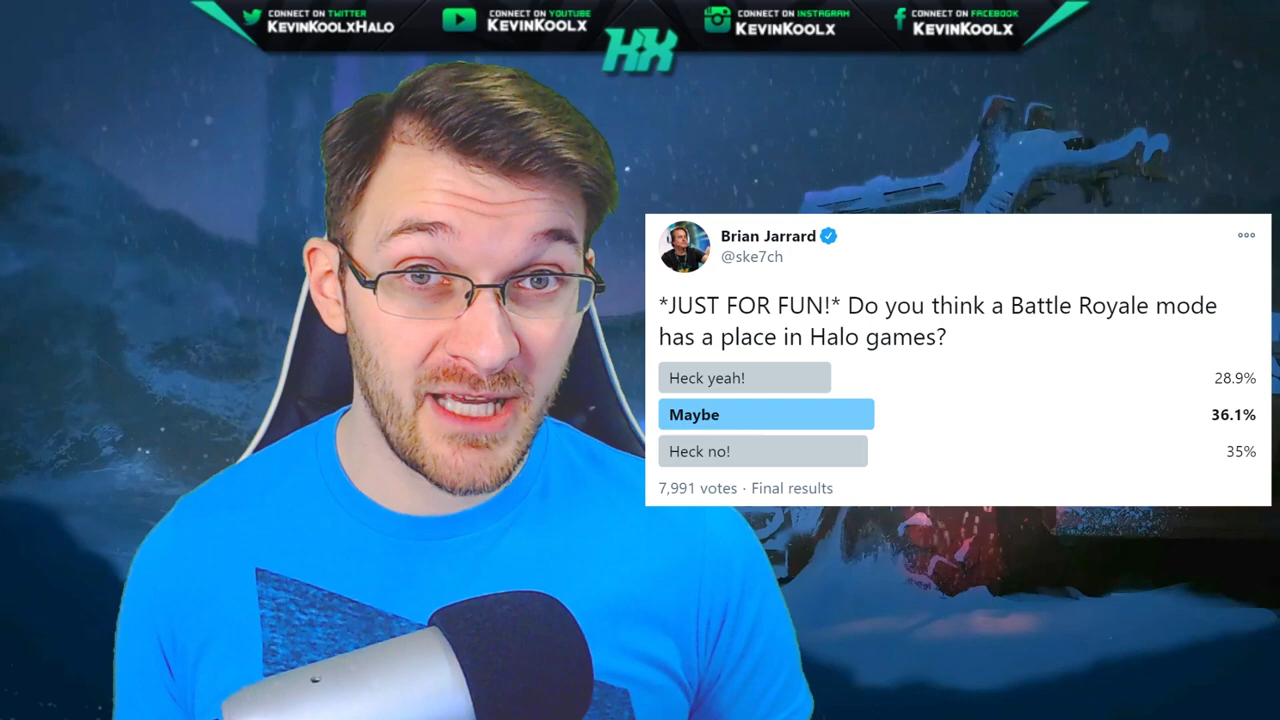 CONNECT ON TWITTER
KEVINKOOLXHALO
CONNECT ON YOUTUBE
KEVINKOOLX
KX
CONNECT ON INSTAGRAM
KEVINKOOLX
CONNECT ON FACEBOOK
KEVINKOOLX
Brian Jarrard
@ske7ch
*JUST FOR FUN!* Do you think a Battle Royale mode
has a place in Halo games?
Heck yeah! 28.9%
Maybe 36.1%
Heck no! 35%
7,991 votes · Final results